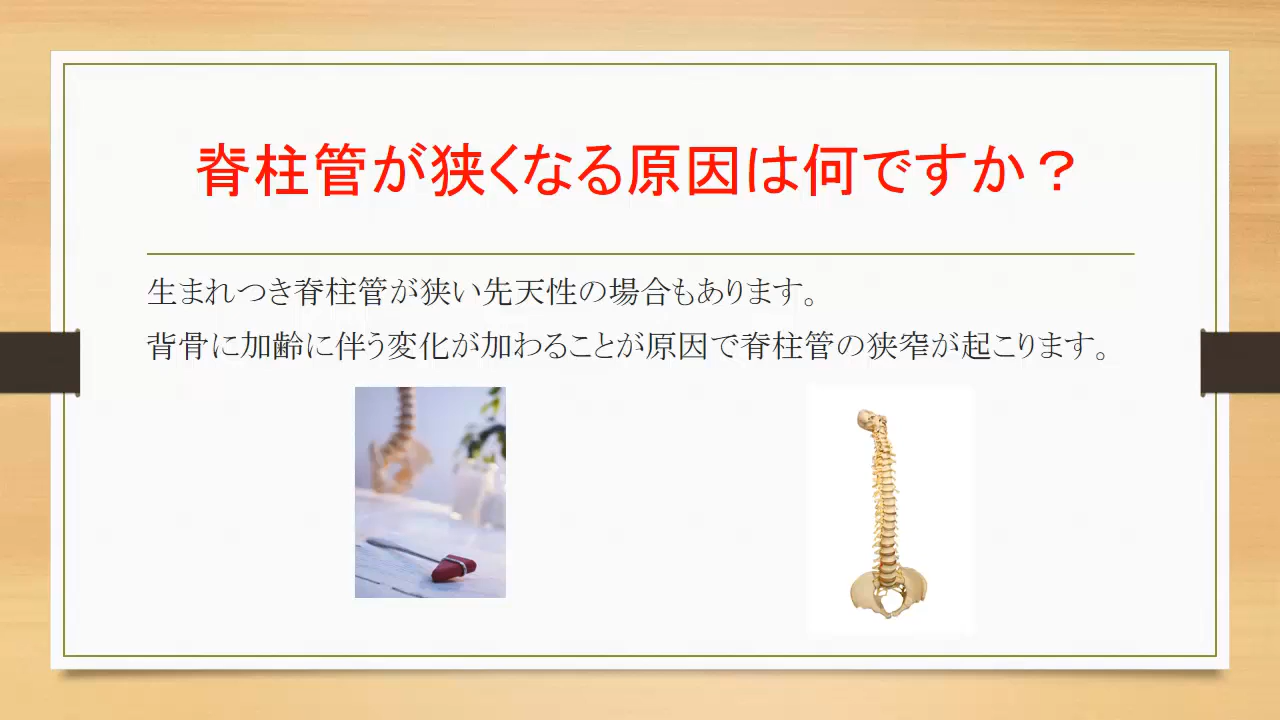 脊柱管が狭くなる原因は何ですか？
生まれつき脊柱管が狭い先天性の場合もあります。
背骨に加齢に伴う変化が加わることが原因で脊柱管の狭窄が起こります。